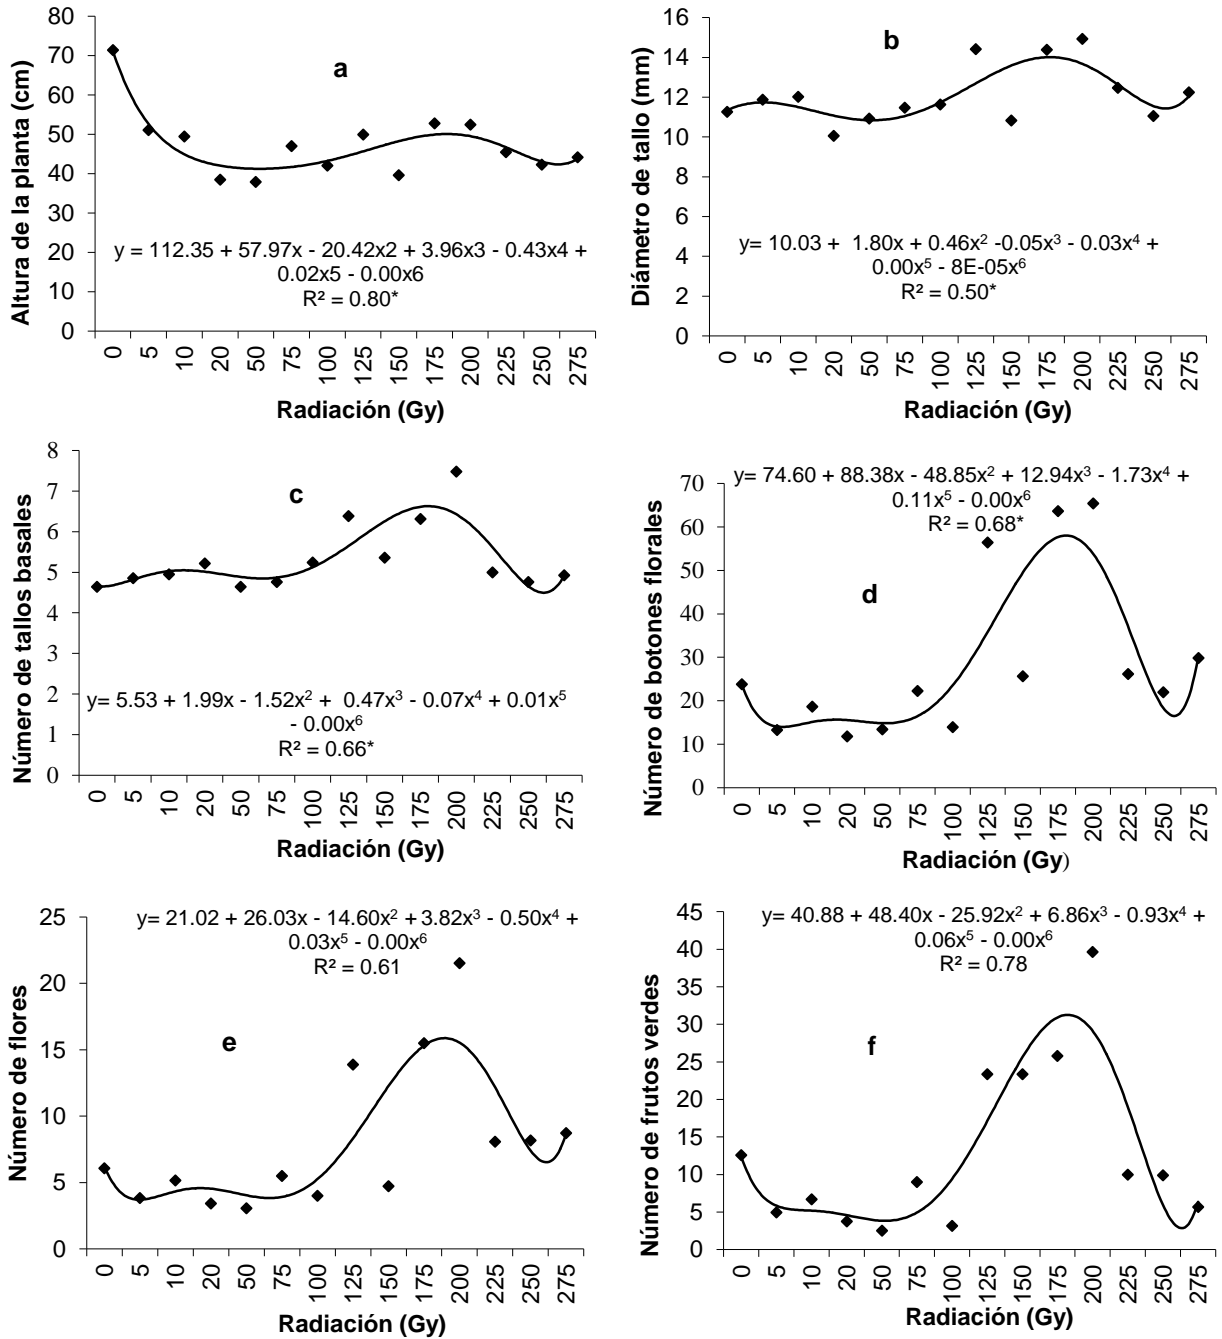 80
70
60
50
40
30
20
10
0
Altura de la planta (cm)
a
y = 112.35 + 57.97x - 20.42x2 + 3.96x3 - 0.43x4 +
0.02x5 - 0.00x6
R² = 0.80*
0 5 10 20 50 75 100 125 150 175 200 225 250 275
Radiación (Gy)
16
14
12
10
8
6
4
2
0
Diámetro de tallo (mm)
b
y= 10.03 + 1.80x + 0.46x² -0.05x³ - 0.03x⁴ +
0.00x⁵ - 8E-05x⁶
R² = 0.50*
0 5 10 20 50 75 100 125 150 175 200 225 250 275
Radiación (Gy)
8
7
6
5
4
3
2
1
0
Número de tallos basales
c
y= 5.53 + 1.99x - 1.52x² + 0.47x³ - 0.07x⁴ + 0.01x⁵
- 0.00x⁶
R² = 0.66*
0 5 10 20 50 75 100 125 150 175 200 225 250 275
Radiación (Gy)
y= 74.60 + 88.38x - 48.85x² + 12.94x³ - 1.73x⁴ +
0.11x⁵ - 0.00x⁶
R² = 0.68*
70
60
50
40
30
20
10
0
Número de botones florales
d
0 5 10 20 50 75 100 125 150 175 200 225 250 275
Radiación (Gy)
25
20
15
10
5
0
Número de flores
y= 21.02 + 26.03x - 14.60x² + 3.82x³ - 0.50x⁴ +
0.03x⁵ - 0.00x⁶
R² = 0.61
e
0 5 10 20 50 75 100 125 150 175 200 225 250 275
Radiación (Gy)
45
40
35
30
25
20
15
10
5
0
Número de frutos verdes
y= 40.88 + 48.40x - 25.92x² + 6.86x³ - 0.93x⁴ +
0.06x⁵ - 0.00x⁶
R² = 0.78
f
0 5 10 20 50 75 100 125 150 175 200 225 250 275
Radiación (Gy)